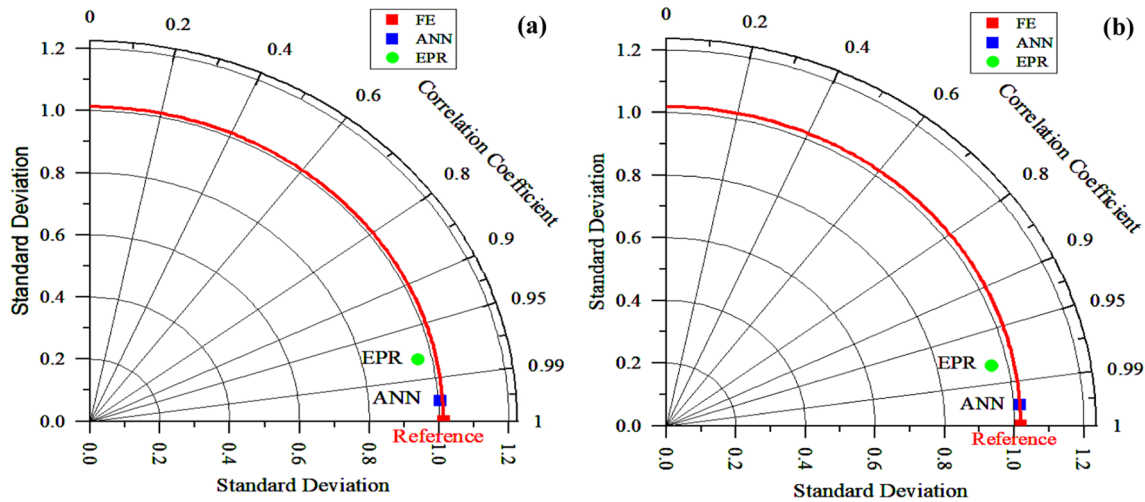 (a)
FE
ANN
EPR
0
0.2
0.4
0.6
0.8
0.9
0.95
0.99
1
Correlation Coefficient
Standard Deviation
1.2
1.0
0.8
0.6
0.4
0.2
0.0
EPR
ANN
Reference
0.0
0.2
0.4
0.6
0.8
1.0
1.2
Standard Deviation
(b)
FE
ANN
EPR
0
0.2
0.4
0.6
0.8
0.9
0.95
0.99
1
Correlation Coefficient
Standard Deviation
1.2
1.0
0.8
0.6
0.4
0.2
0.0
EPR
ANN
Reference
0.0
0.2
0.4
0.6
0.8
1.0
1.2
Standard Deviation